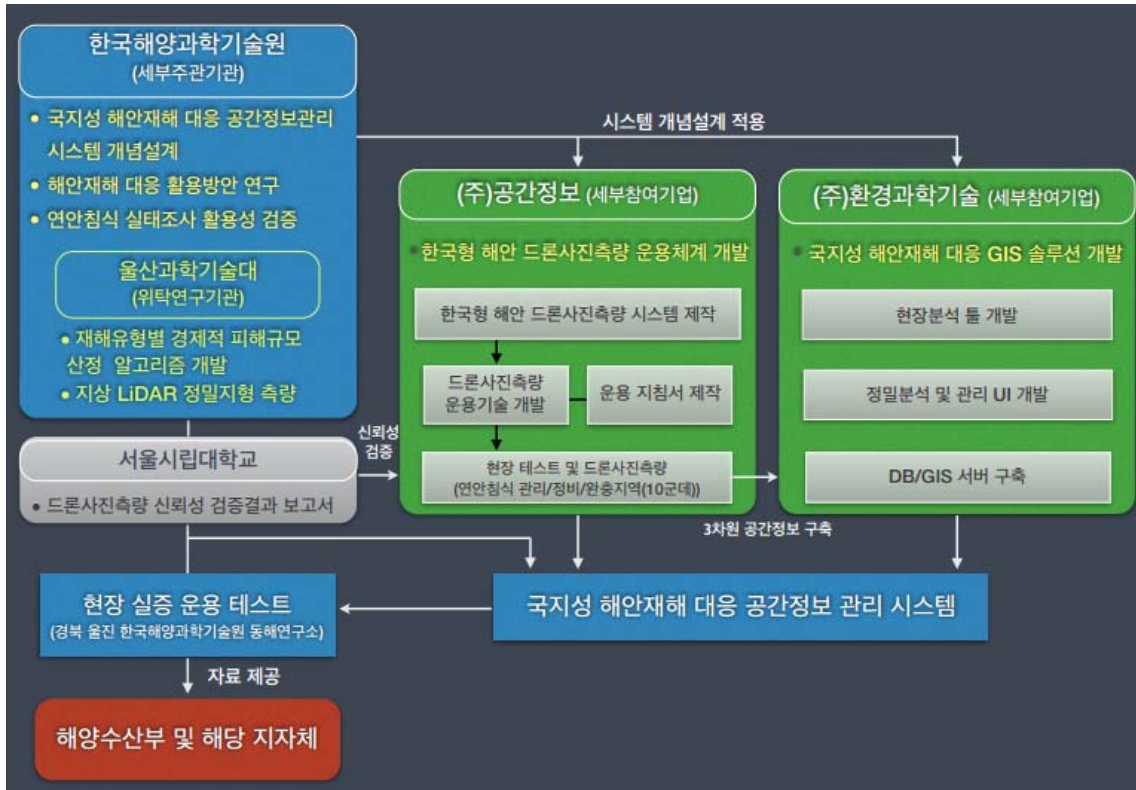 한국해양과학기술원
(세부주관기관)
• 국지성 해안재해 대응 공간정보관리
시스템 개념설계
• 해안재해 대응 활용방안 연구
• 연안침식 실태조사 활용성 검증
울산과학기술대
(위탁연구기관)
• 재해유형별 경제적 피해규모
산정 알고리즘 개발
• 지상 LiDAR 정밀지형 측량
서울시립대학교
• 드론사진측량 신뢰성 검증결과 보고서
신뢰성
검증
시스템 개념설계 적용
(주)공간정보 (세부참여기업)
• 한국형 해안 드론사진측량 운용체계 개발
한국형 해안 드론사진측량 시스템 제작
드론사진측량
운용기술 개발
운용 지침서 제작
현장 테스트 및 드론사진측량
(연안침식 관리/정비/완충지역(10군데))
(주)환경과학기술 (세부참여기업)
• 국지성 해안재해 대응 GIS 솔루션 개발
현장분석 툴 개발
정밀분석 및 관리 UI 개발
DB/GIS 서버 구축
3차원 공간정보 구축
국지성 해안재해 대응 공간정보 관리 시스템
현장 실증 운용 테스트
(경북 울진 한국해양과학기술원 동해연구소)
자료 제공
해양수산부 및 해당 지자체